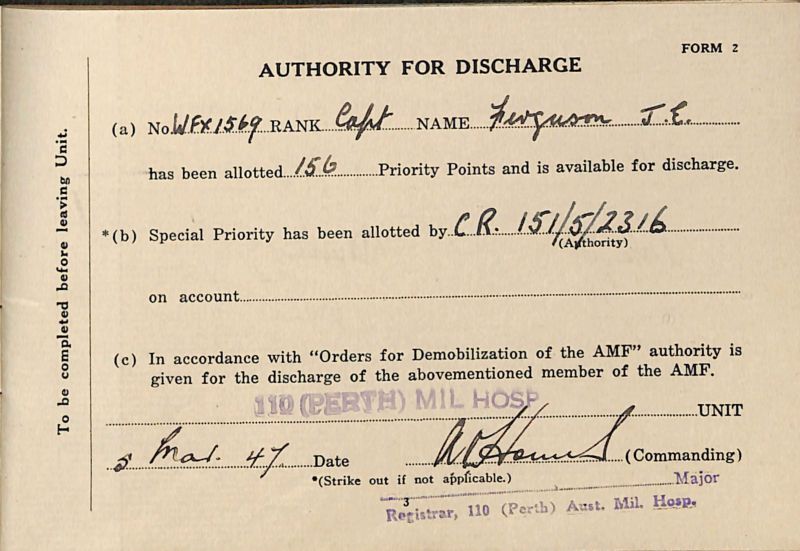 FORM 2
AUTHORITY FOR DISCHARGE
(a) No. WFX1569 RANK Capt NAME Ferguson J. E.
has been allotted 156 Priority Points and is available for discharge.
*(b) Special Priority has been allotted by C R. 151/5/2316
(Authority)
on account
(c) In accordance with "Orders for Demobilization of the AMF" authority is
given for the discharge of the abovementioned member of the AMF.
110 (PERTH) MIL HOSP UNIT
5 Mar. 47 Date (Commanding)
*(Strike out if not applicable.) Major
3
Registrar, 110 (Perth) Aust. Mil. Hosp.
To be completed before leaving Unit.